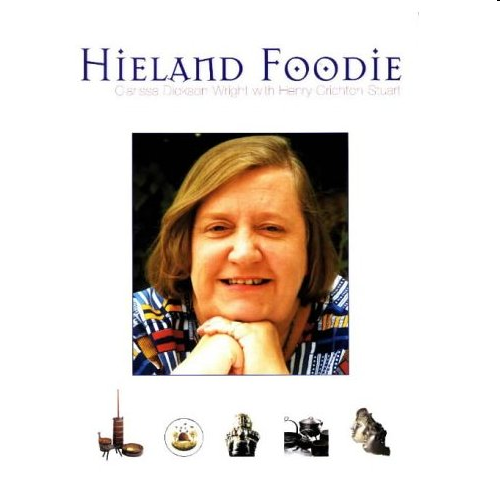 HIELAND FOODIE
Clarissa Dickson Wright with Henry Crichton Stuart